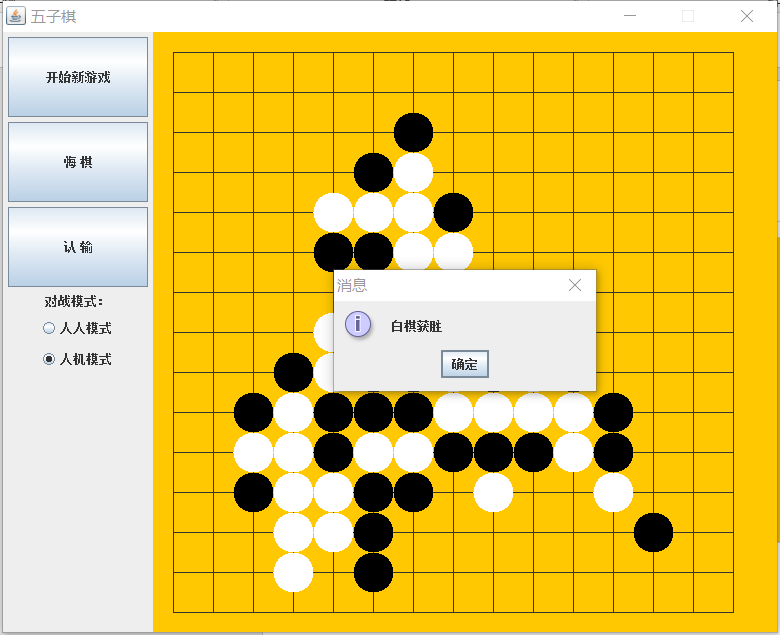 五子棋
开始新游戏
悔 棋
认 输
对战模式：
人人模式
人机模式
消息
白棋获胜
确定